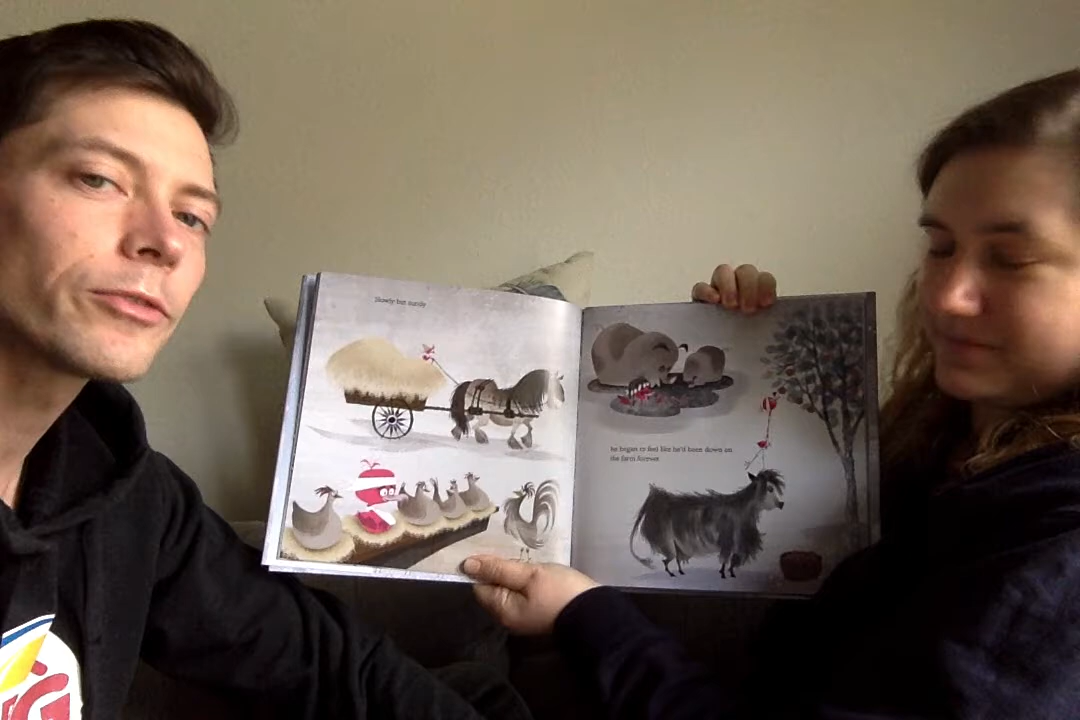 Slowly but surely
he began to feel like he'd been down on
the farm forever.